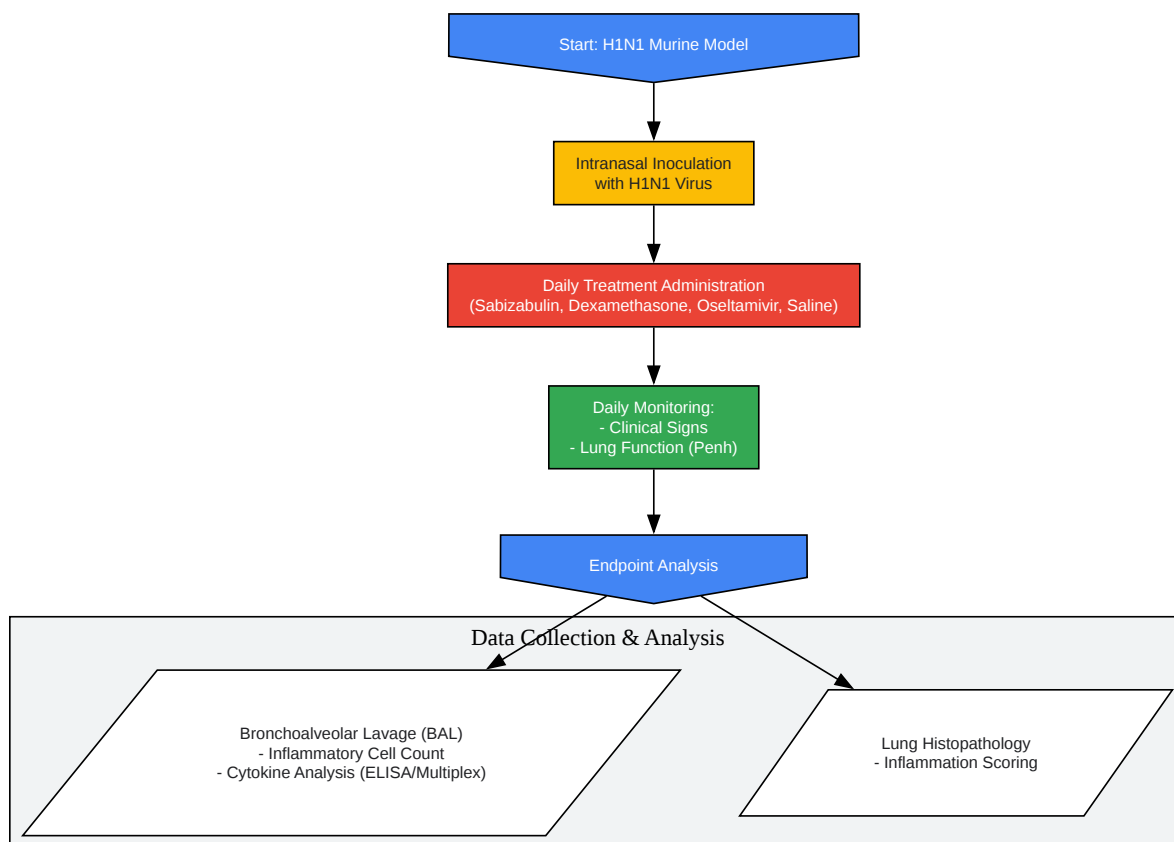 Start: H1N1 Murine Model
Intranasal Inoculation
with H1N1 Virus
Daily Treatment Administration
(Sabizabulin, Dexamethasone, Oseltamivir, Saline)
Daily Monitoring:
- Clinical Signs
- Lung Function (Penh)
Endpoint Analysis
Data Collection & Analysis
Bronchoalveolar Lavage (BAL)
- Inflammatory Cell Count
- Cytokine Analysis (ELISA/Multiplex)
Lung Histopathology
- Inflammation Scoring